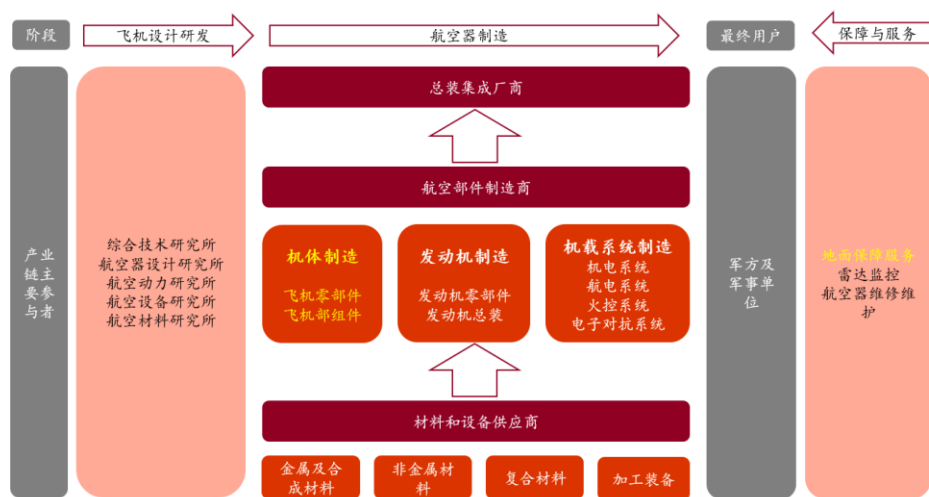 阶段
飞机设计研发
航空器制造
最终用户
保障与服务
产业
链主
要参
与者
综合技术研究所
航空器设计研究所
航空动力研究所
航空设备研究所
航空材料研究所
总装集成厂商
航空部件制造商
机体制造
飞机零部件
飞机部组件
发动机制造
发动机零部件
发动机总装
机载系统制造
机电系统
航电系统
火控系统
电子对抗系统
材料和设备供应商
金属及合
成材料
非金属材
料
复合材料
加工装备
军方及
军事单
位
地面保障服务
雷达监控
航空器维修维
护